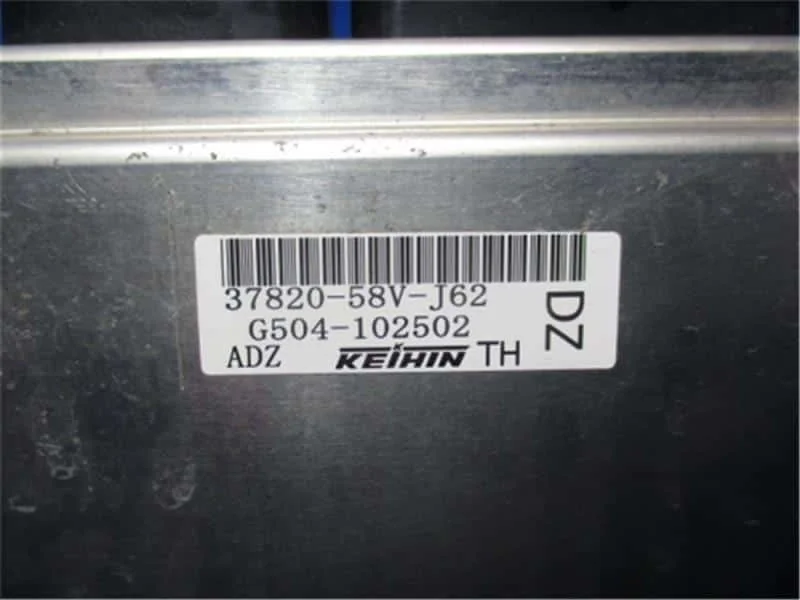 37820-58V-J62
G504-102502
ADZ KEIHIN TH
DZ